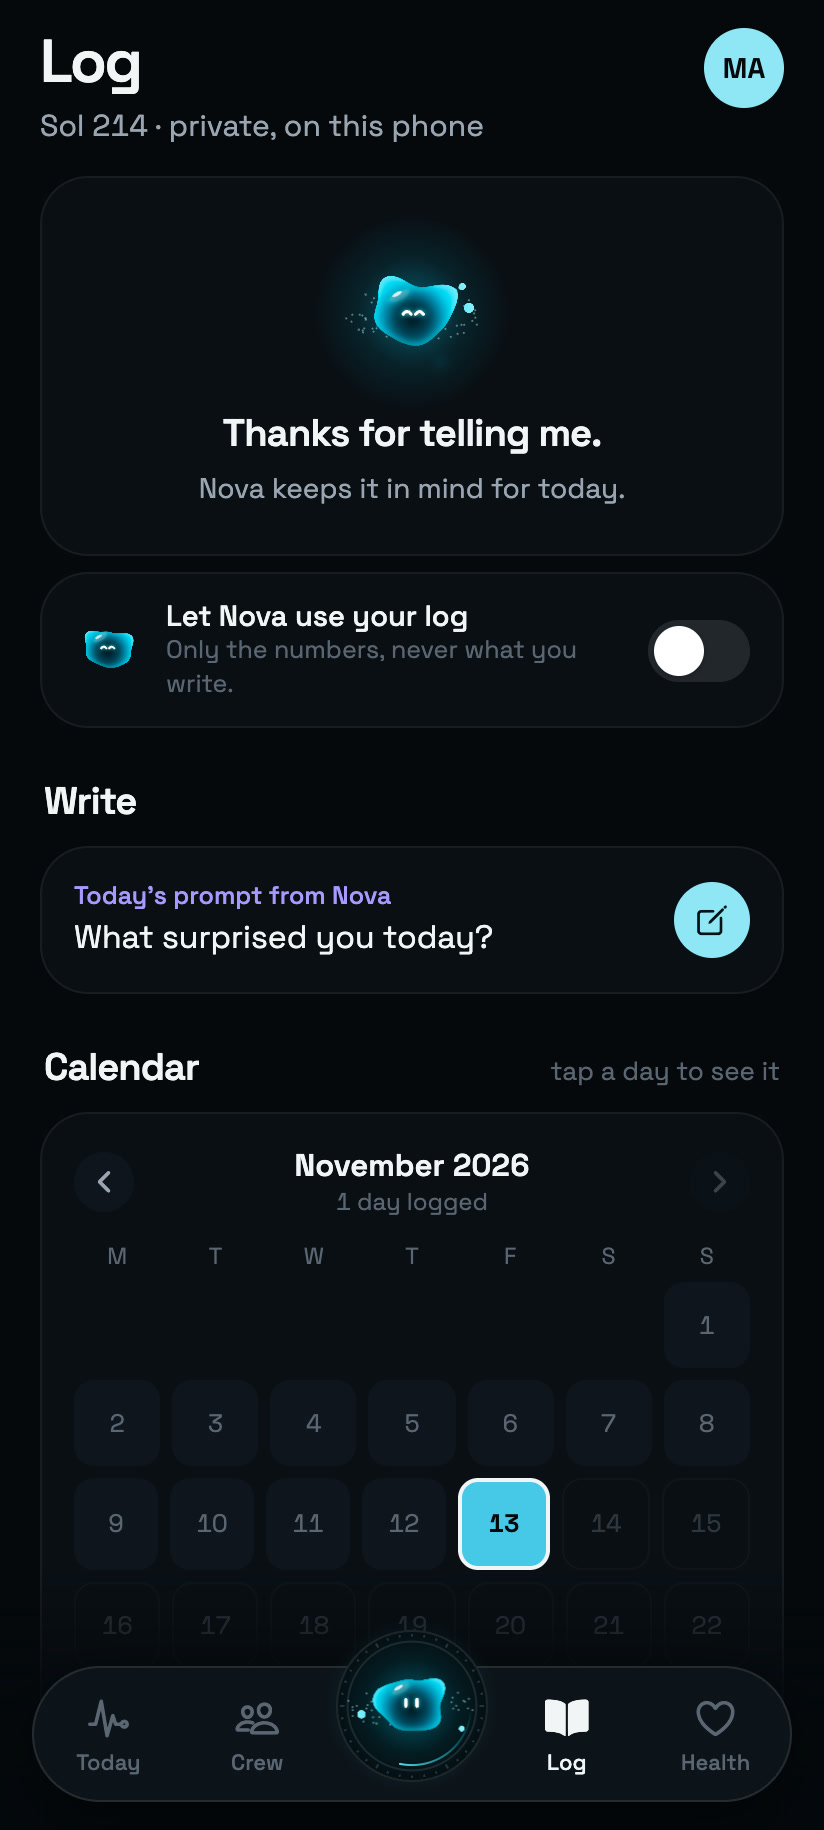 Log
MA
Sol 214 · private, on this phone
Thanks for telling me.
Nova keeps it in mind for today.
Let Nova use your log
Only the numbers, never what you
write.
Write
Today's prompt from Nova
What surprised you today?
Calendar
tap a day to see it
November 2026
1 day logged
M T W T F S S
1
2 3 4 5 6 7 8
9 10 11 12 13 14 15
16 17 18 19 20 21 22
Today Crew Log Health